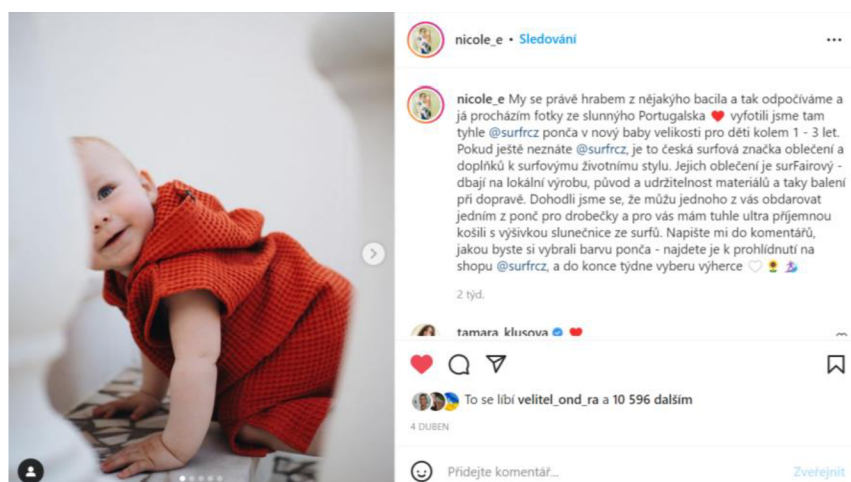 nicole_e • Sledování
nicole_e My se právě hrabem z nějakýho bacila a tak odpočíváme a
já procházím fotky ze slunnýho Portugalska ❤️ vyfotili jsme tam
tyhle @surfrcz ponča v nový baby velikosti pro děti kolem 1 - 3 let.
Pokud ještě neznáte @surfrcz, je to česká surfová značka oblečení a
doplňků k surfovýmu životnímu stylu. Jejich oblečení je surFairový -
dbají na lokální výrobu, původ a udržitelnost materiálů a taky balení
při dopravě. Dohodli jsme se, že můžu jednoho z vás obdarovat
jedním z ponč pro drobečky a pro vás mám tuhle ultra příjemnou
košili s výšivkou slunečnice ze surfů. Napište mi do komentářů,
jakou byste si vybrali barvu ponča - najdete je k prohlídnutí na
shopu @surfrcz, a do konce týdne vyberu výherce 🤍 🌻 🏄‍♀️
2 týd.
tamara_klusova ❤️
To se líbí velitel_ond_ra a 10 596 dalším
4 DUBEN
Přidejte komentář...
Zveřejnit